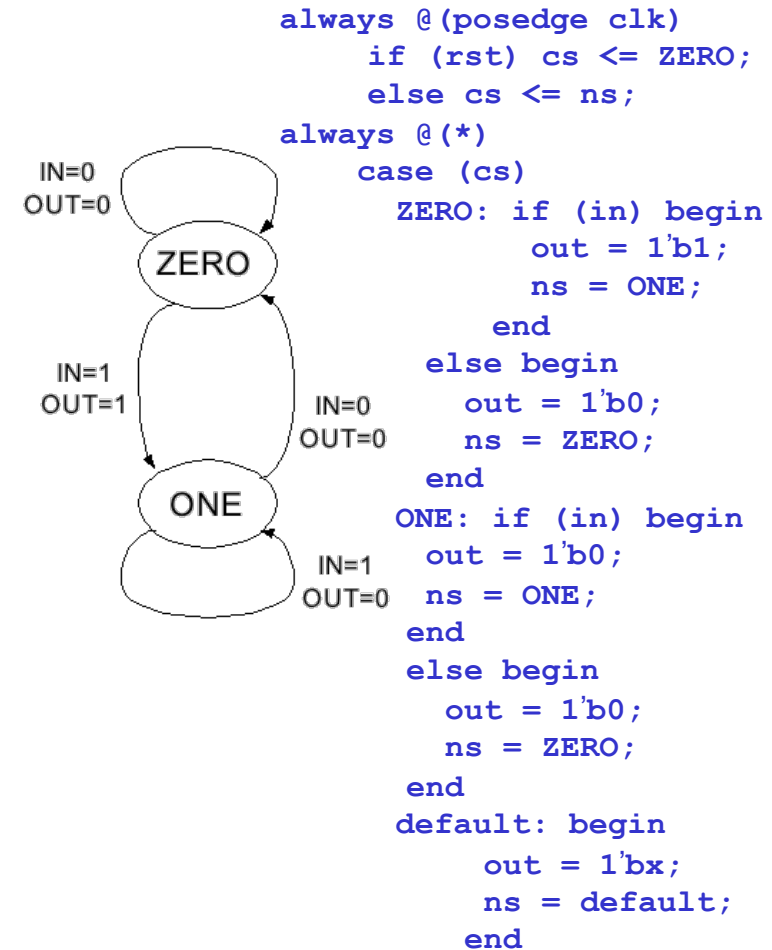 always @(posedge clk)
if (rst) cs <= ZERO;
else cs <= ns;
always @(*)
case (cs)
ZERO: if (in) begin
out = 1’b1;
ns = ONE;
end
else begin
out = 1’b0;
ns = ZERO;
end
ONE: if (in) begin
out = 1’b0;
ns = ONE;
end
else begin
out = 1’b0;
ns = ZERO;
end
default: begin
out = 1’bx;
ns = default;
end
IN=0
OUT=0
ZERO
IN=1
OUT=1
IN=0
OUT=0
ONE
IN=1
OUT=0